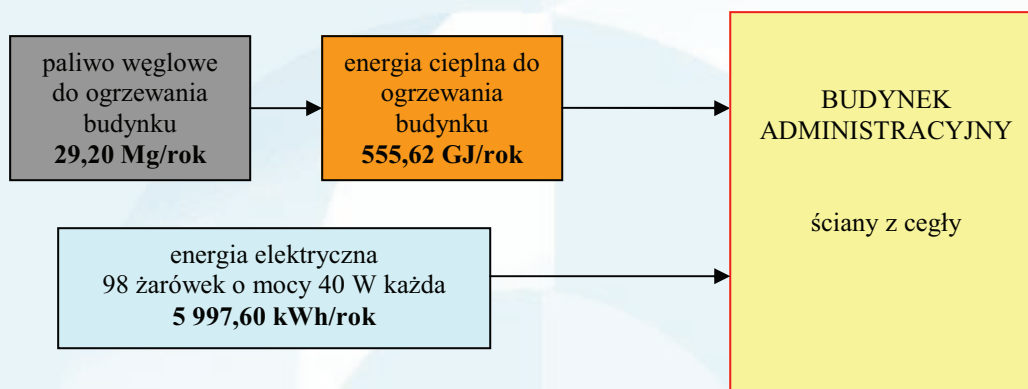 paliwo węglowe
do ogrzewania
budynku
29,20 Mg/rok
energia cieplna do
ogrzewania
budynku
555,62 GJ/rok
BUDYNEK
ADMINISTRACYJNY
ściany z cegły
energia elektryczna
98 żarówek o mocy 40 W każda
5 997,60 kWh/rok